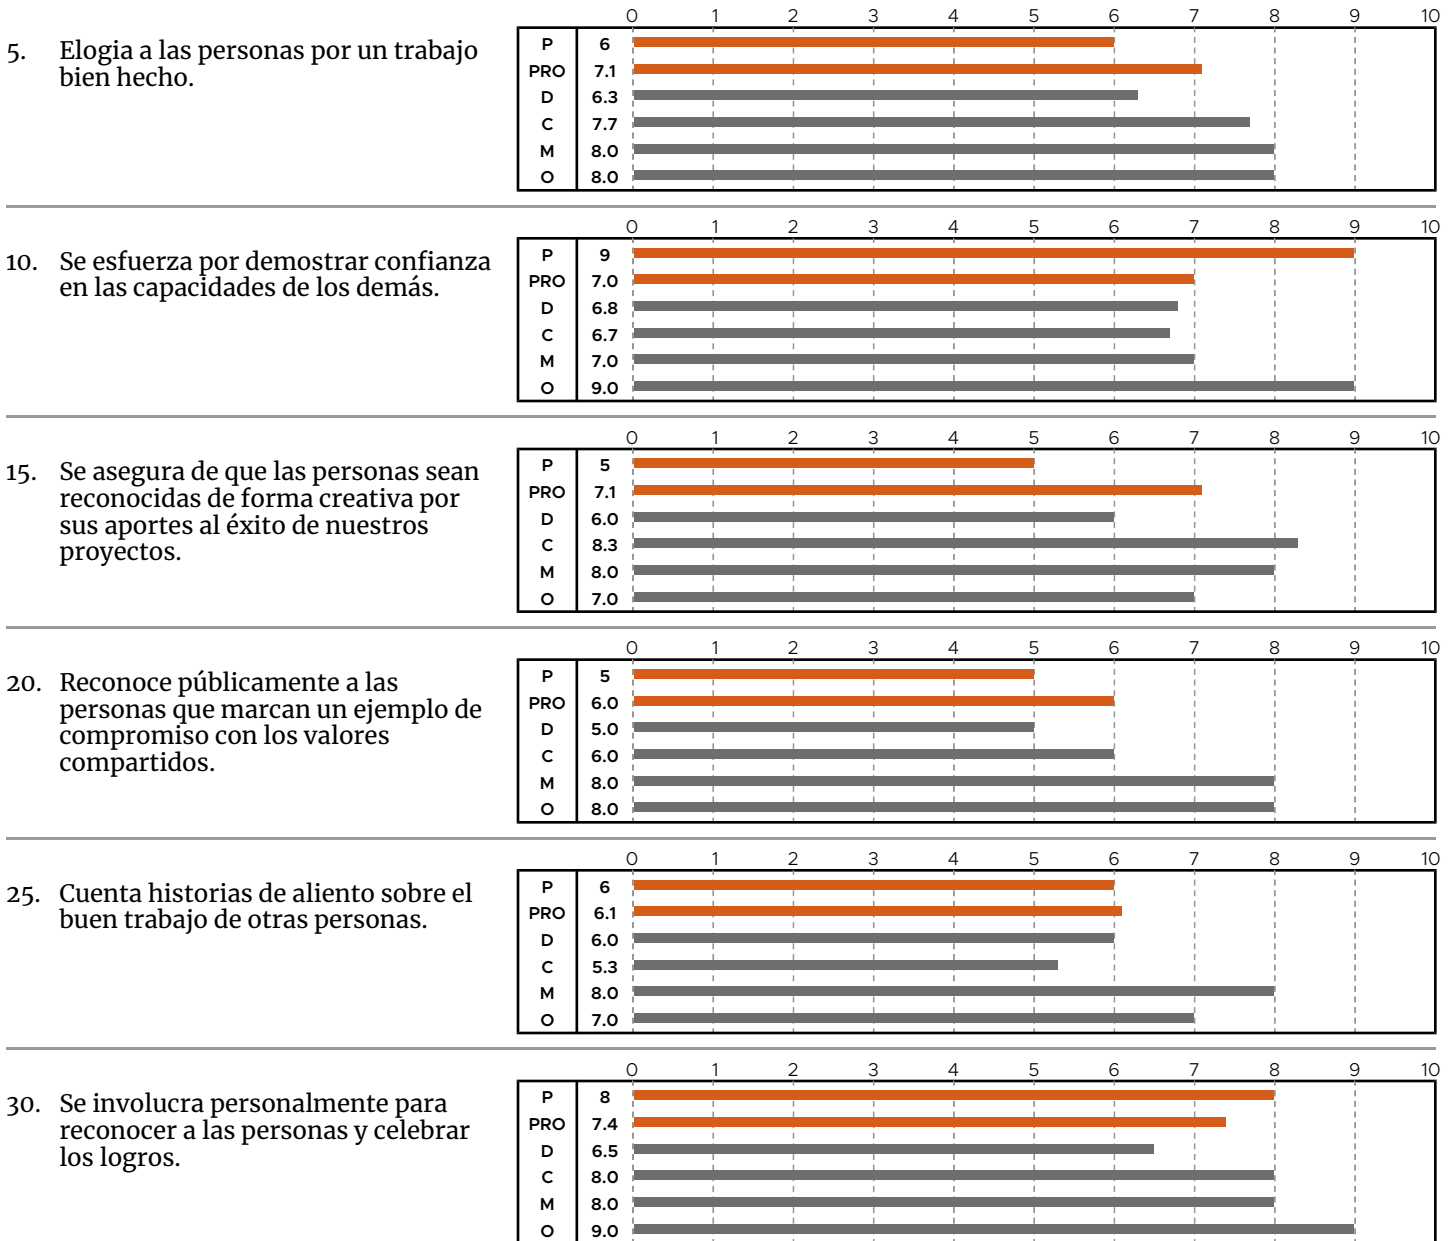 0 1 2 3 4 5 6 7 8 9 10
5. Elogia a las personas por un trabajo
bien hecho.
P 6
PRO 7.1
D 6.3
C 7.7
M 8.0
O 8.0
0 1 2 3 4 5 6 7 8 9 10
10. Se esfuerza por demostrar confianza
en las capacidades de los demás.
P 9
PRO 7.0
D 6.8
C 6.7
M 7.0
O 9.0
0 1 2 3 4 5 6 7 8 9 10
15. Se asegura de que las personas sean
reconocidas de forma creativa por
sus aportes al éxito de nuestros
proyectos.
P 5
PRO 7.1
D 6.0
C 8.3
M 8.0
O 7.0
0 1 2 3 4 5 6 7 8 9 10
20. Reconoce públicamente a las
personas que marcan un ejemplo de
compromiso con los valores
compartidos.
P 5
PRO 6.0
D 5.0
C 6.0
M 8.0
O 8.0
0 1 2 3 4 5 6 7 8 9 10
25. Cuenta historias de aliento sobre el
buen trabajo de otras personas.
P 6
PRO 6.1
D 6.0
C 5.3
M 8.0
O 7.0
0 1 2 3 4 5 6 7 8 9 10
30. Se involucra personalmente para
reconocer a las personas y celebrar
los logros.
P 8
PRO 7.4
D 6.5
C 8.0
M 8.0
O 9.0